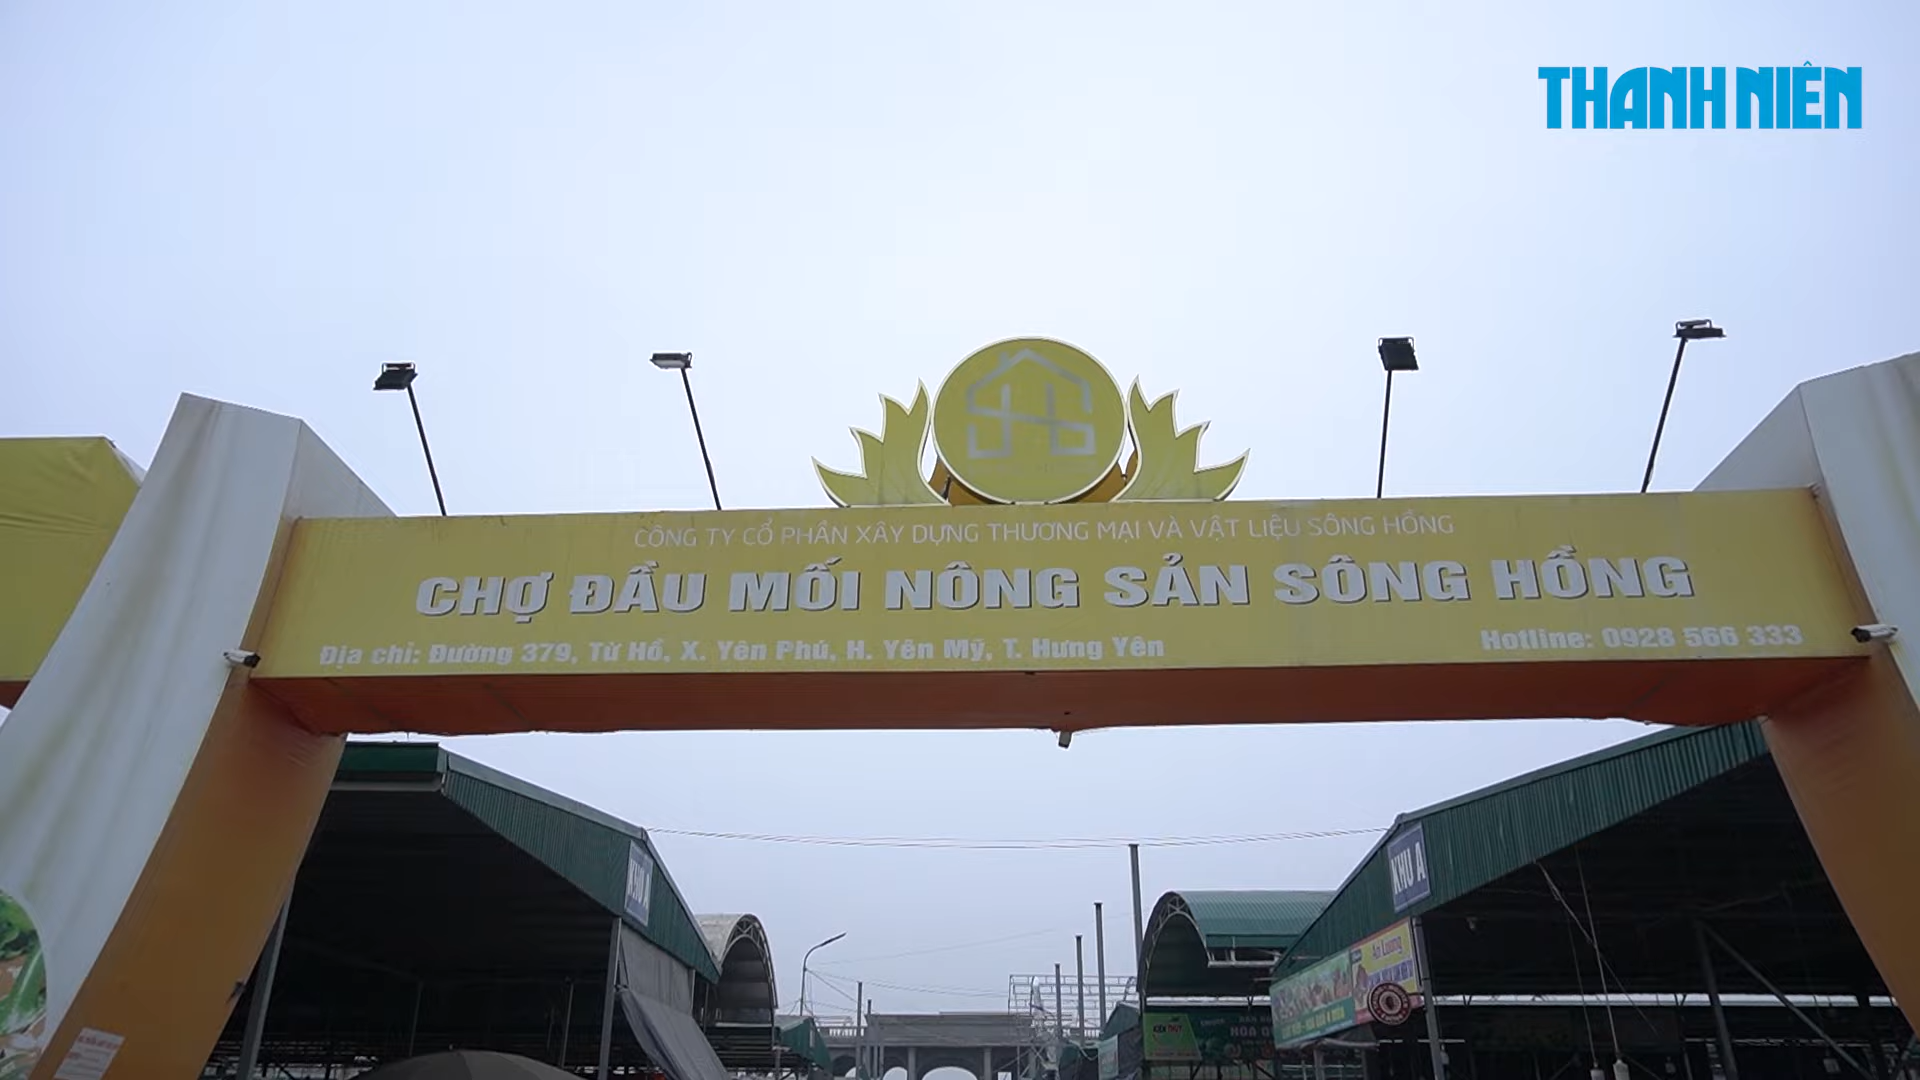 THANH NIÊN
CÔNG TY CỔ PHẦN XÂY DỰNG THƯƠNG MẠI VÀ VẬT LIỆU SÔNG HỒNG
CHỢ ĐẦU MỐI NÔNG SẢN SÔNG HỒNG
Địa chỉ: Đường 379, Từ Hồ, X. Yên Phú, H. Yên Mỹ, T. Hưng Yên
Hotline: 0928 566 333
KHU A
KHU A
An Lương